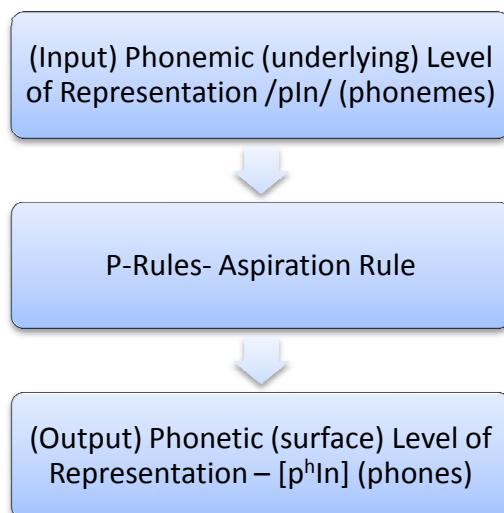 (Input) Phonemic (underlying) Level
of Representation /pIn/ (phonemes)
P-Rules- Aspiration Rule
(Output) Phonetic (surface) Level of
Representation – [pʰIn] (phones)